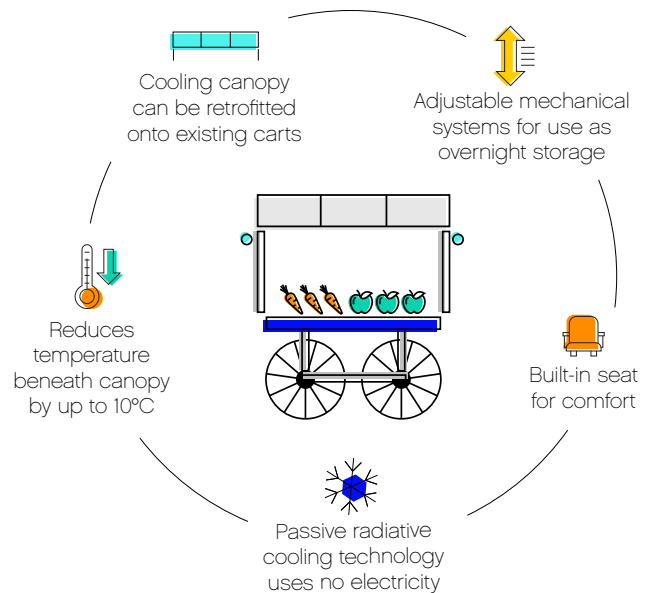 Cooling canopy
can be retrofitted
onto existing carts
Adjustable mechanical
systems for use as
overnight storage
Reduces
temperature
beneath canopy
by up to 10°C
Built-in seat
for comfort
Passive radiative
cooling technology
uses no electricity